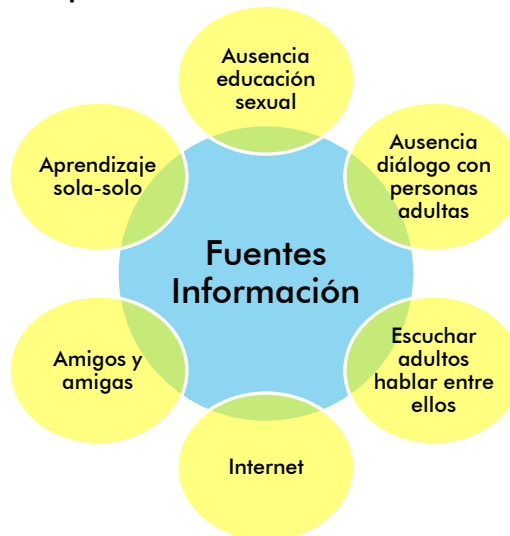 Ausencia
educación
sexual
Ausencia
diálogo con
personas
adultas
Escuchar
adultos
hablar entre
ellos
Internet
Amigos y
amigas
Aprendizaje
sola-solo
Fuentes
Información